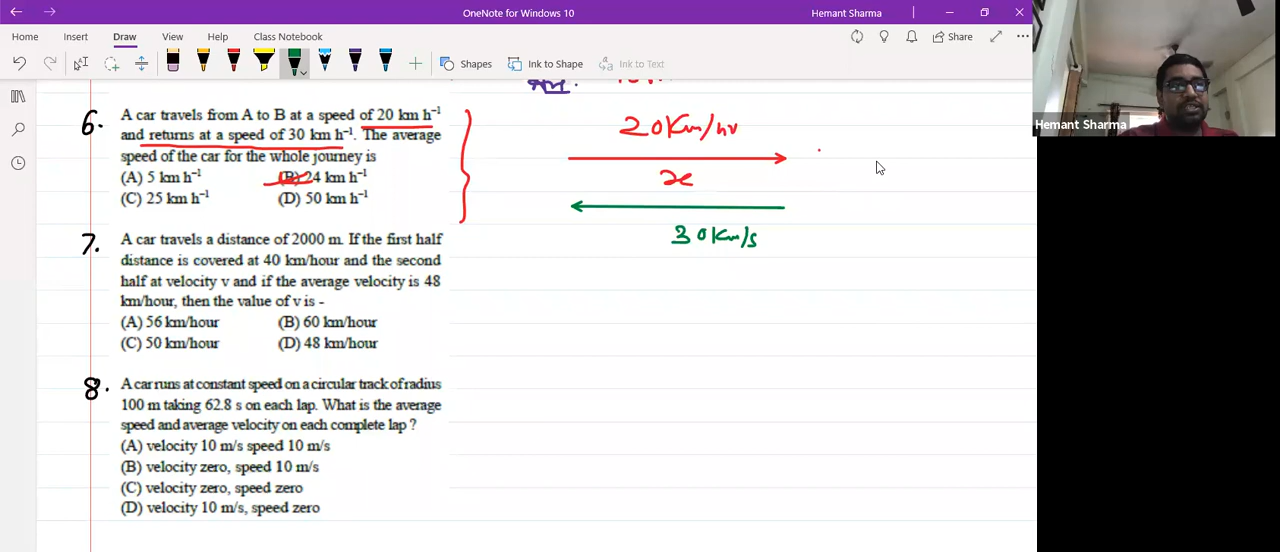 OneNote for Windows 10
Hemant Sharma
Home Insert Draw View Help Class Notebook
Share
Shapes Ink to Shape Ink to Text
6. A car travels from A to B at a speed of 20 km h⁻¹
and returns at a speed of 30 km h⁻¹. The average
speed of the car for the whole journey is
(A) 5 km h⁻¹ (B) 24 km h⁻¹
(C) 25 km h⁻¹ (D) 50 km h⁻¹
20Km/hr
x
30Km/s
7. A car travels a distance of 2000 m. If the first half
distance is covered at 40 km/hour and the second
half at velocity v and if the average velocity is 48
km/hour, then the value of v is -
(A) 56 km/hour (B) 60 km/hour
(C) 50 km/hour (D) 48 km/hour
8. A car runs at constant speed on a circular track of radius
100 m taking 62.8 s on each lap. What is the average
speed and average velocity on each complete lap ?
(A) velocity 10 m/s speed 10 m/s
(B) velocity zero, speed 10 m/s
(C) velocity zero, speed zero
(D) velocity 10 m/s, speed zero
Hemant Sharma